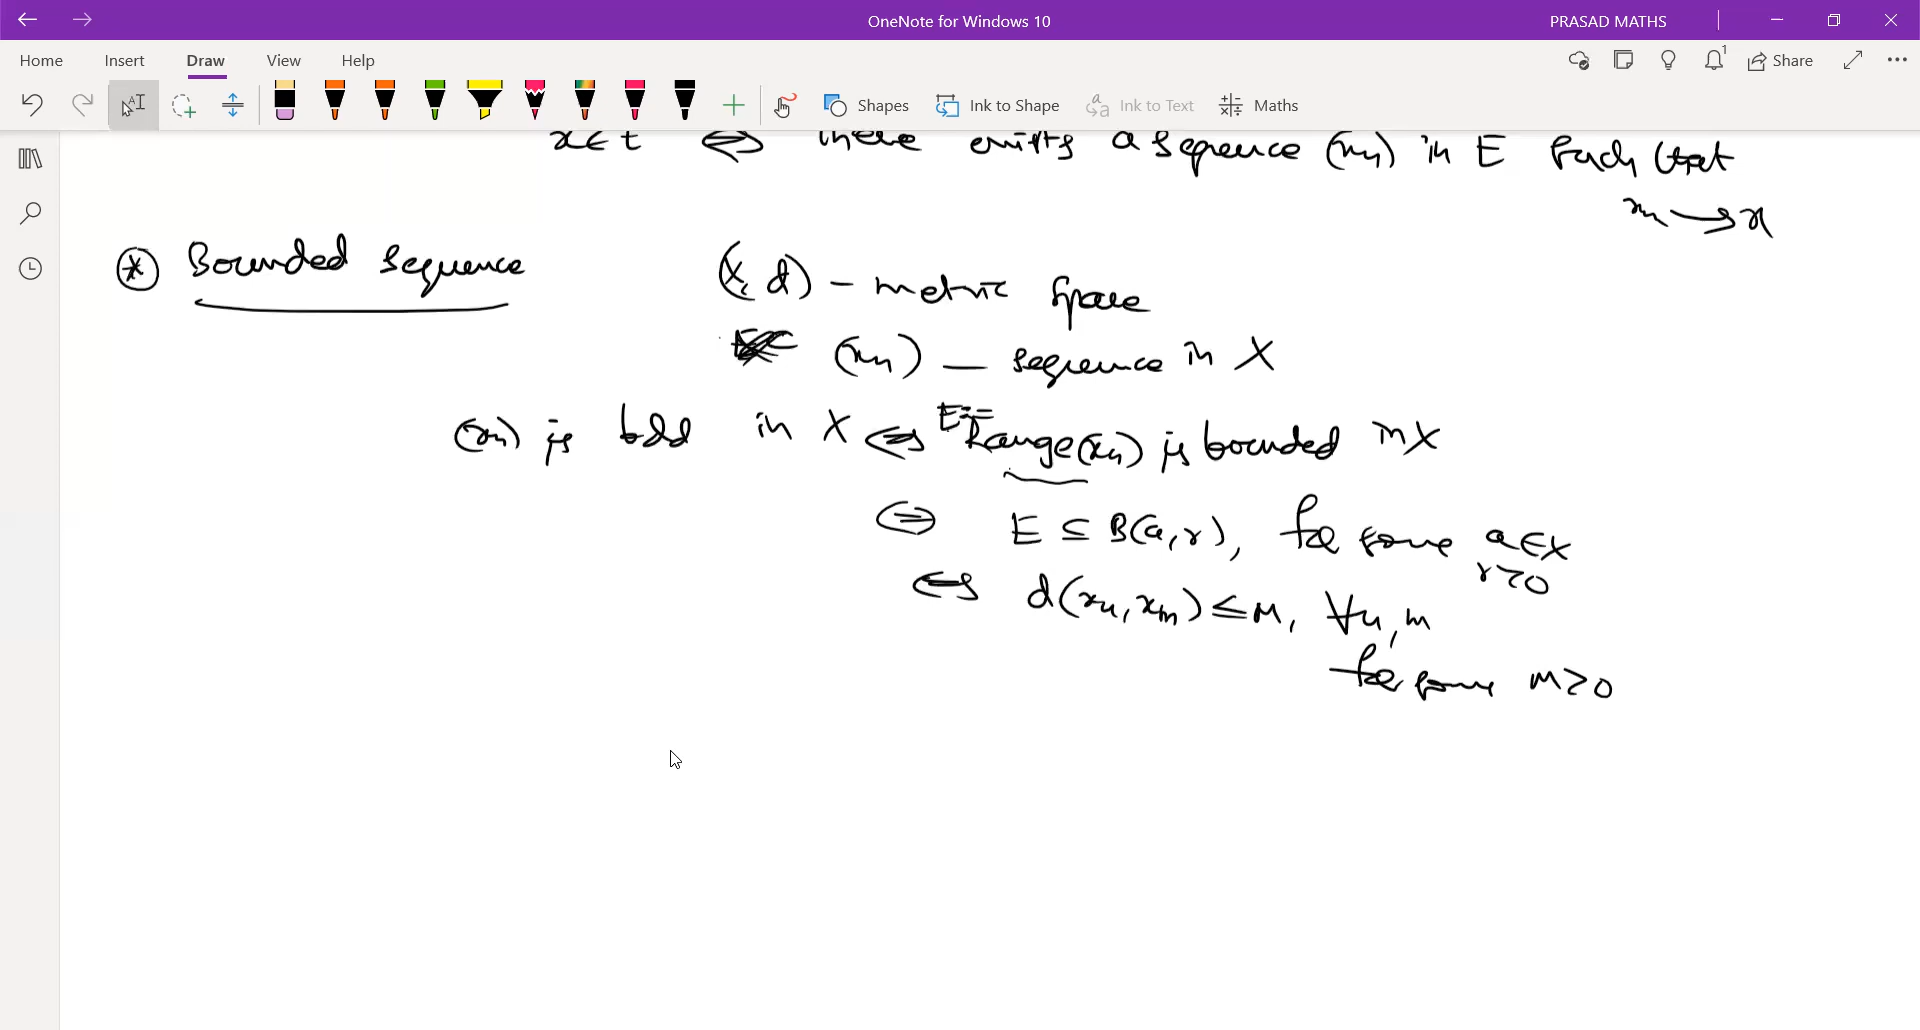 OneNote for Windows 10
PRASAD MATHS
Home Insert Draw View Help
1
Share
Shapes Ink to Shape Ink to Text Maths
⇔ there exists a sequence (xn) in E such that
xn → x
* Bounded sequence
(X, d) – metric space
(xn) — sequence in X
(xn) is bdd in X ⇔ E = Range(xn) is bounded in X
⇔ E ⊆ B(a, r), for some a ∈ X
r > 0
⇔ d(xn, xm) ≤ M, ∀ n, m
for some M > 0